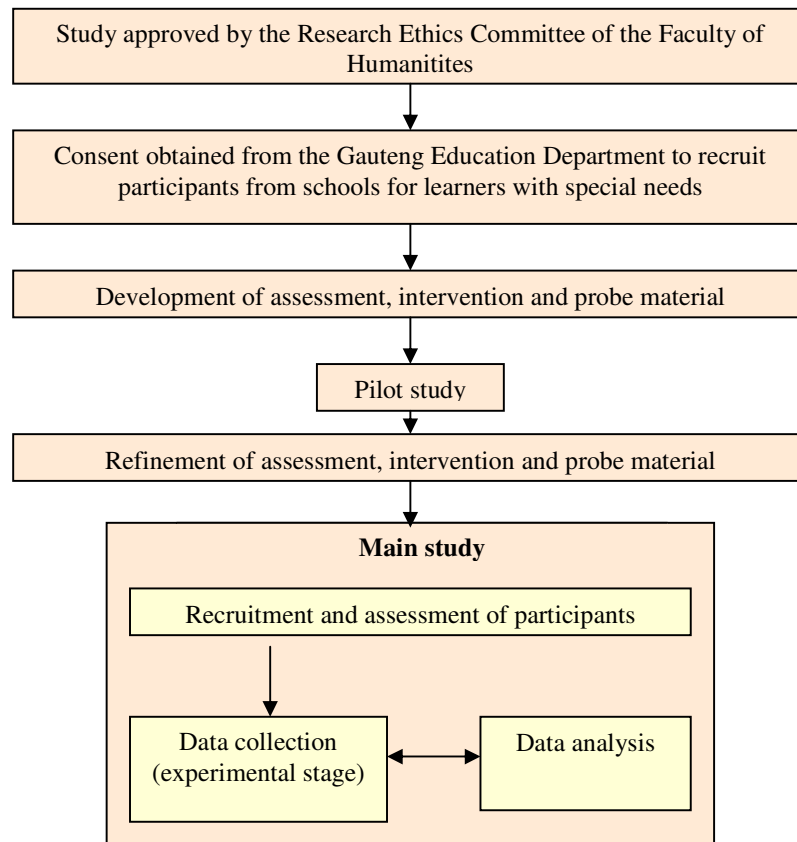 Study approved by the Research Ethics Committee of the Faculty of
Humanitites
Consent obtained from the Gauteng Education Department to recruit
participants from schools for learners with special needs
Development of assessment, intervention and probe material
Pilot study
Refinement of assessment, intervention and probe material
Main study
Recruitment and assessment of participants
Data collection
(experimental stage)
Data analysis